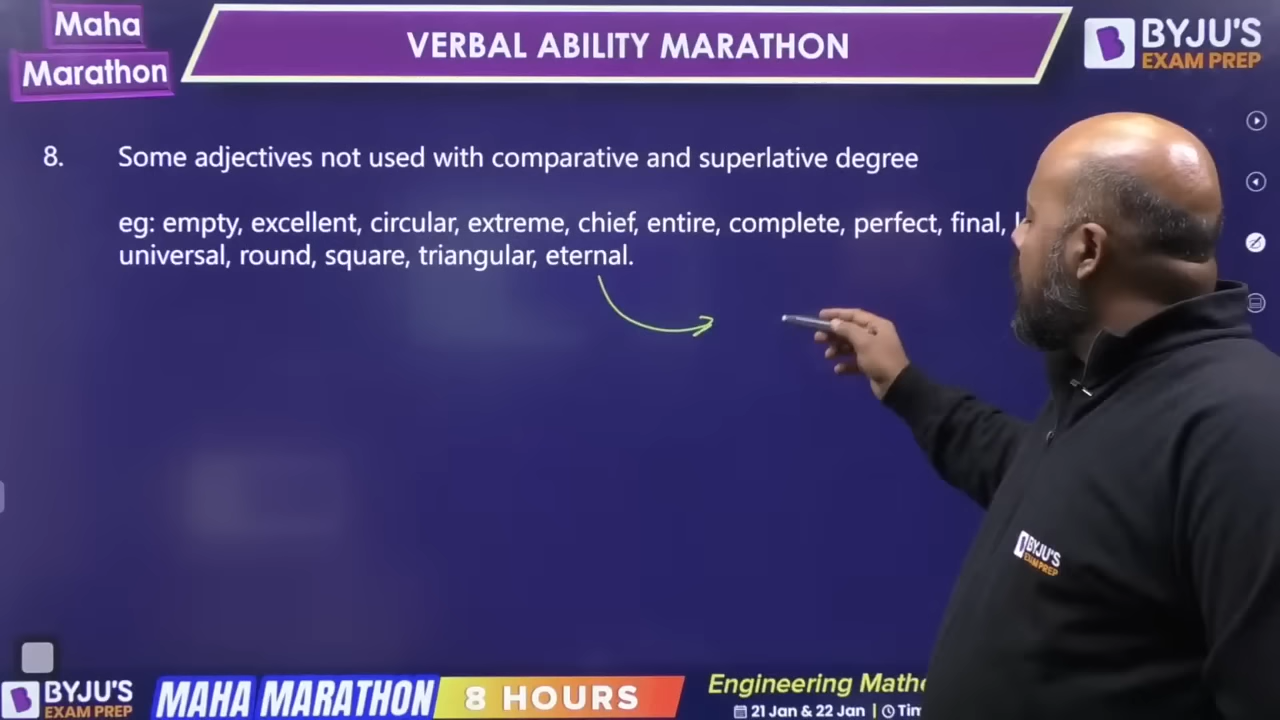 Maha
Marathon
VERBAL ABILITY MARATHON
BYJU'S
EXAM PREP
8. Some adjectives not used with comparative and superlative degree
eg: empty, excellent, circular, extreme, chief, entire, complete, perfect, final,
universal, round, square, triangular, eternal.
BYJU'S
EXAM PREP
BYJU'S
EXAM PREP
MAHA MARATHON
8 HOURS
Engineering
21 Jan & 22 Jan |